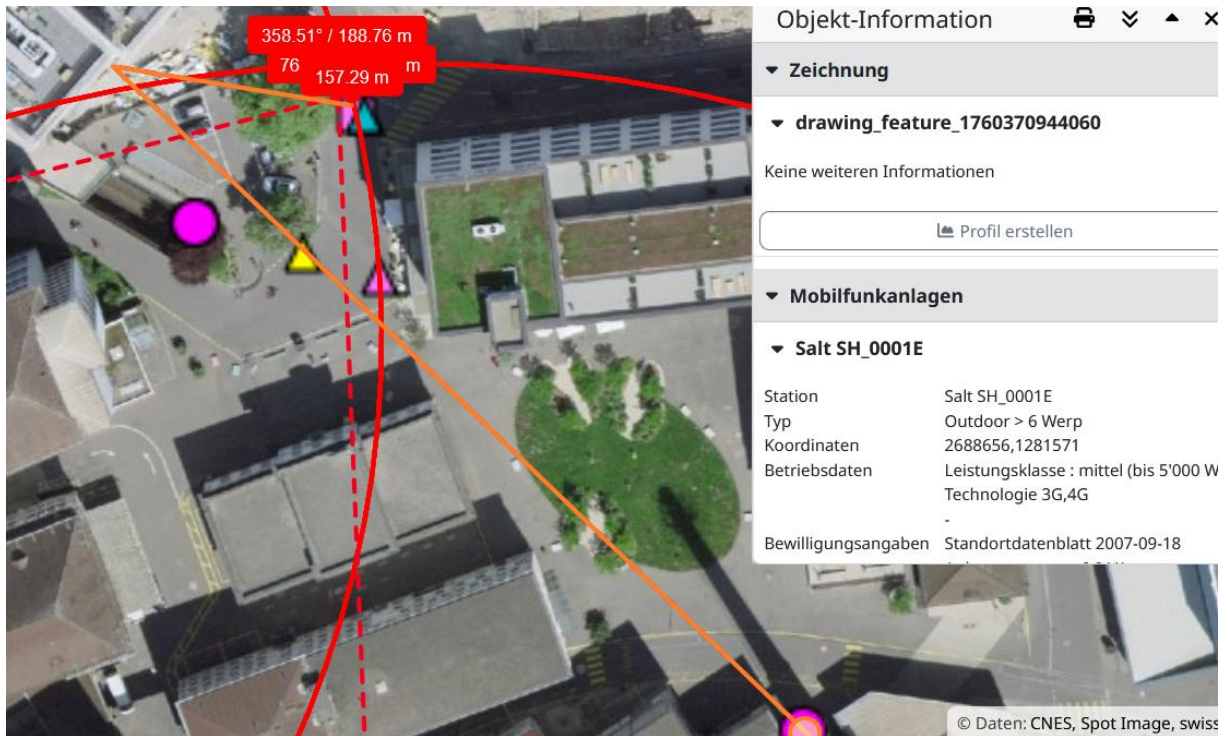 358.51° / 188.76 m
76 m
157.29 m
Objekt-Information
Zeichnung
drawing_feature_1760370944060
Keine weiteren Informationen
Profil erstellen
Mobilfunkanlagen
Salt SH_0001E
Station Salt SH_0001E
Typ Outdoor > 6 Werp
Koordinaten 2688656,1281571
Betriebsdaten Leistungsklasse : mittel (bis 5'000 W
Technologie 3G,4G
-
Bewilligungsangaben Standortdatenblatt 2007-09-18
© Daten: CNES, Spot Image, swiss